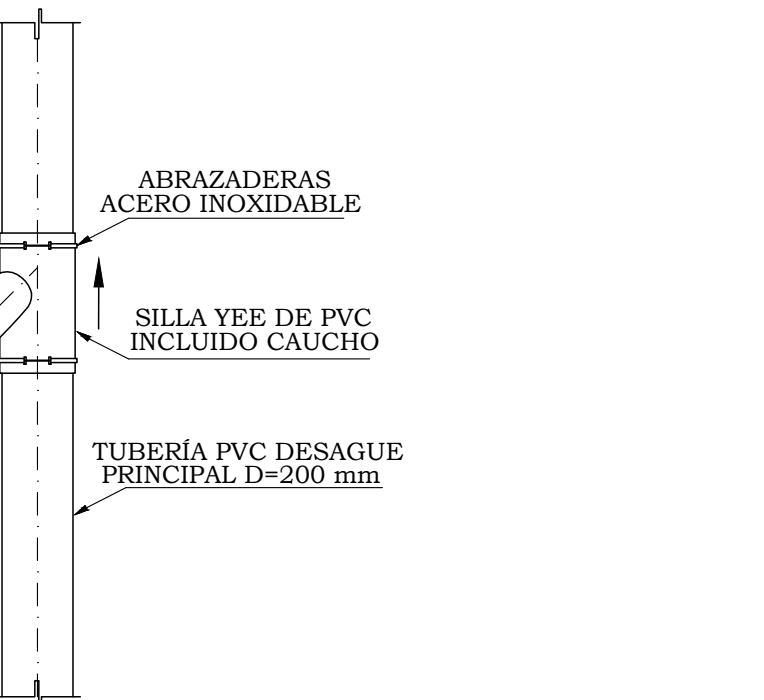 ABRAZADERAS
ACERO INOXIDABLE
SILLA YEE DE PVC
INCLUIDO CAUCHO
TUBERÍA PVC DESAGUE
PRINCIPAL D=200 mm